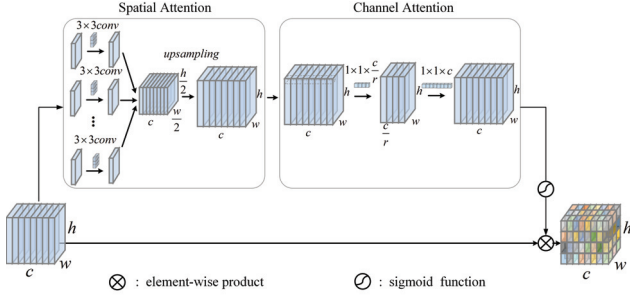 Spatial Attention
Channel Attention
3×3conv
3×3conv
3×3conv
upsampling
h/2
w/2
c
h
w
c
1×1×c/r
1×1×c
h
w
c
h
c/r
h
w
c
h
w
c
h
w
c
: element-wise product
: sigmoid function